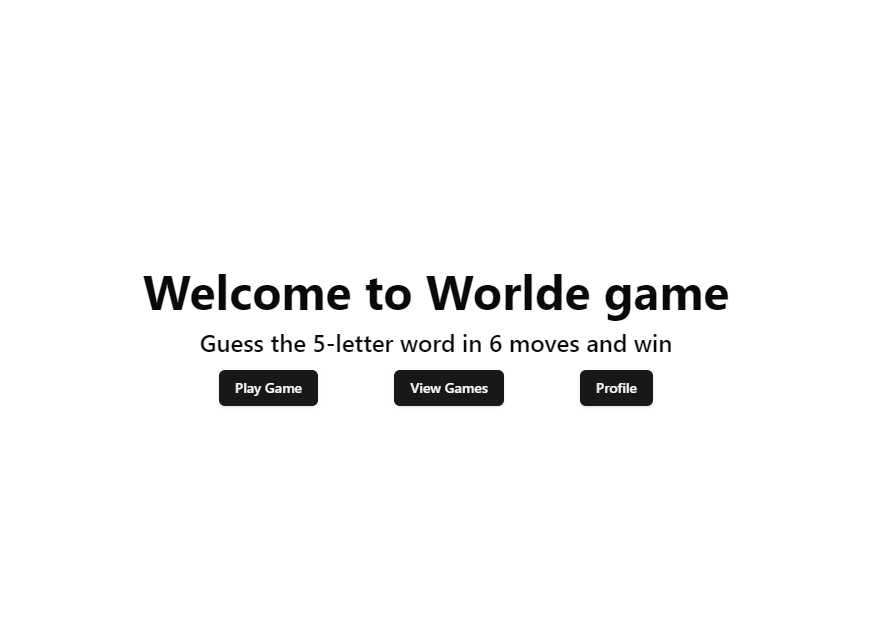 Welcome to Worlde game
Guess the 5-letter word in 6 moves and win
Play Game View Games Profile